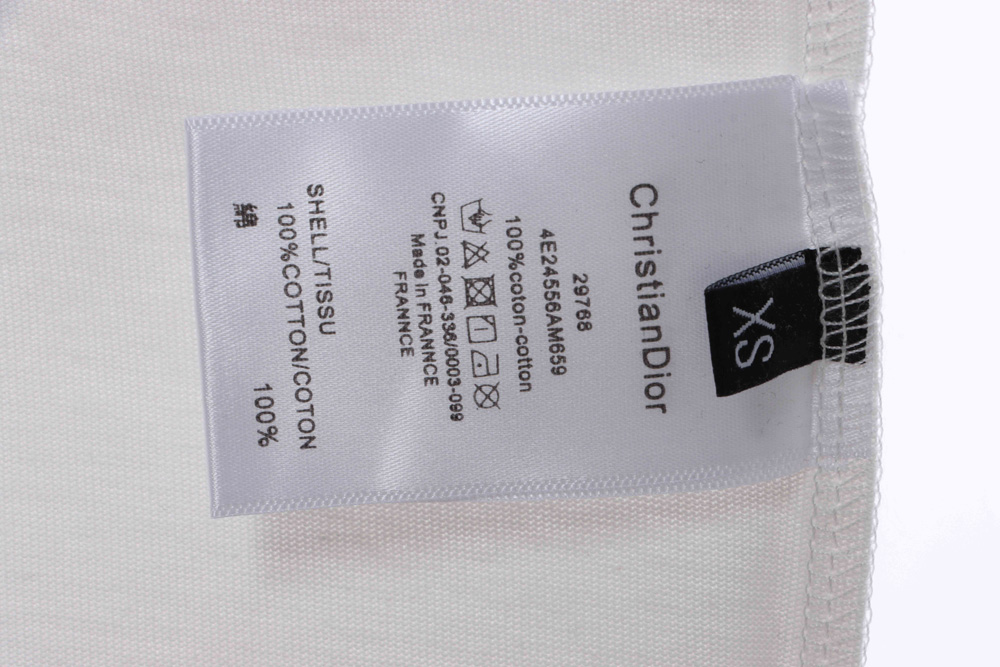 XS
ChristianDior
29768
4E24556AM659
100%coton-cotton
CNPJ.02-046-336/0003-099
Made in FRANNCE
FRANNCE
SHELL/TISSU
100%COTTON/COTON
綿 100%